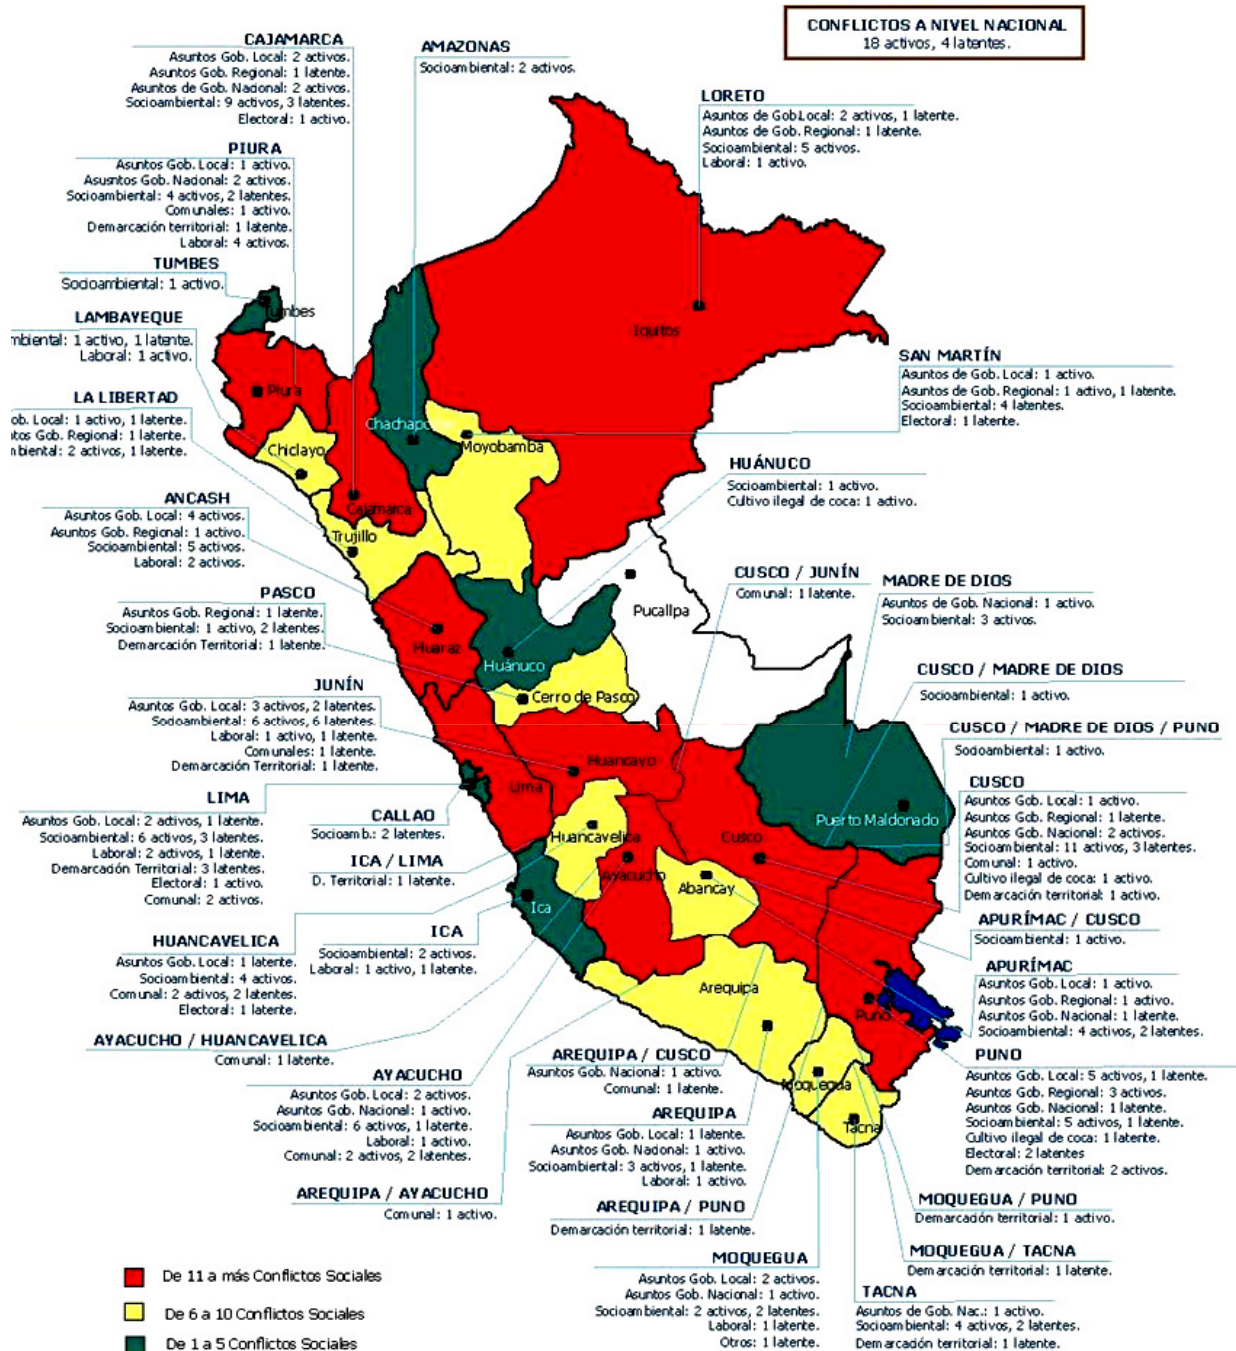 CONFLICTOS A NIVEL NACIONAL
18 activos, 4 latentes.
CAJAMARCA
Asuntos Gob. Local: 2 activos.
Asuntos Gob. Regional: 1 latente.
Asuntos de Gob. Nacional: 2 activos.
Socioambiental: 9 activos, 3 latentes.
Electoral: 1 activo.
AMAZONAS
Socioambiental: 2 activos.
LORETO
Asuntos de Gob.Local: 2 activos, 1 latente.
Asuntos de Gob. Regional: 1 latente.
Socioambiental: 5 activos.
Laboral: 1 activo.
PIURA
Asuntos Gob. Local: 1 activo.
Asusntos Gob. Nacional: 2 activos.
Socioambiental: 4 activos, 2 latentes.
Comunales: 1 activo.
Demarcación territorial: 1 latente.
Laboral: 4 activos.
TUMBES
Socioambiental: 1 activo.
LAMBAYEQUE
mbiental: 1 activo, 1 latente.
Laboral: 1 activo.
LA LIBERTAD
ob. Local: 1 activo, 1 latente.
tos Gob. Regional: 1 latente.
mbiental: 2 activos, 1 latente.
SAN MARTÍN
Asuntos de Gob. Local: 1 activo.
Asuntos de Gob. Regional: 1 activo, 1 latente.
Socioambiental: 4 latentes.
Electoral: 1 latente.
HUÁNUCO
Socioambiental: 1 activo.
Cultivo ilegal de coca: 1 activo.
ANCASH
Asuntos Gob. Local: 4 activos.
Asuntos Gob. Regional: 1 activo.
Socioambiental: 5 activos.
Laboral: 2 activos.
PASCO
Asuntos Gob. Regional: 1 latente.
Socioambiental: 1 activo, 2 latentes.
Demarcación Territorial: 1 latente.
CUSCO / JUNÍN
Comunal: 1 latente.
MADRE DE DIOS
Asuntos de Gob. Nacional: 1 activo.
Socioambiental: 3 activos.
CUSCO / MADRE DE DIOS
Socioambiental: 1 activo.
CUSCO / MADRE DE DIOS / PUNO
Socioambiental: 1 activo.
JUNÍN
Asuntos Gob. Local: 3 activos, 2 latentes.
Socioambiental: 6 activos, 6 latentes.
Laboral: 1 activo, 1 latente.
Comunales: 1 latente.
Demarcación Territorial: 1 latente.
LIMA
Asuntos Gob. Local: 2 activos, 1 latente.
Socioambiental: 6 activos, 3 latentes.
Laboral: 2 activos, 1 latente.
Demarcación Territorial: 3 latentes.
Electoral: 1 activo.
Comunal: 2 activos.
CALLAO
Socioamb.: 2 latentes.
ICA / LIMA
D. Territorial: 1 latente.
ICA
Socioambiental: 2 activos.
Laboral: 1 activo, 1 latente.
CUSCO
Asuntos Gob. Local: 1 activo.
Asuntos Gob. Regional: 1 latente.
Asuntos Gob. Nacional: 2 activos.
Socioambiental: 11 activos, 3 latentes.
Comunal: 1 activo.
Cultivo ilegal de coca: 1 activo.
Demarcación territorial: 1 activo.
APURÍMAC / CUSCO
Socioambiental: 1 activo.
APURÍMAC
Asuntos Gob. Local: 1 activo.
Asuntos Gob. Regional: 1 activo.
Asuntos Gob. Nacional: 1 latente.
Socioambiental: 4 activos, 2 latentes.
HUANCAVELICA
Asuntos Gob. Local: 1 latente.
Socioambiental: 4 activos.
Comunal: 2 activos, 2 latentes.
Electoral: 1 latente.
AYACUCHO / HUANCAVELICA
Comunal: 1 latente.
AYACUCHO
Asuntos Gob. Local: 2 activos.
Asuntos Gob. Nacional: 1 activo.
Socioambiental: 6 activos, 1 latente.
Laboral: 1 activo.
Comunal: 2 activos, 2 latentes.
AREQUIPA / AYACUCHO
Comunal: 1 activo.
AREQUIPA / CUSCO
Asuntos Gob. Nacional: 1 activo.
Comunal: 1 latente.
AREQUIPA
Asuntos Gob. Local: 1 latente.
Asuntos Gob. Nacional: 1 activo.
Socioambiental: 3 activos, 1 latente.
Laboral: 1 activo.
AREQUIPA / PUNO
Demarcación territorial: 1 latente.
PUNO
Asuntos Gob. Local: 5 activos, 1 latente.
Asuntos Gob. Regional: 3 activos.
Asuntos Gob. Nacional: 1 latente.
Socioambiental: 5 activos, 1 latente.
Cultivo ilegal de coca: 1 latente.
Electoral: 2 latentes
Demarcación territorial: 2 activos.
MOQUEGUA / PUNO
Demarcación territorial: 1 activo.
MOQUEGUA / TACNA
Demarcación territorial: 1 latente.
MOQUEGUA
Asuntos Gob. Local: 2 activos.
Asuntos Gob. Nacional: 1 activo.
Socioambiental: 2 activos, 2 latentes.
Laboral: 1 latente.
Otros: 1 latente.
TACNA
Asuntos de Gob. Nac.: 1 activo.
Socioambiental: 4 activos, 2 latentes.
Demarcación territorial: 1 latente.
Tumbes
Piura
Iquitos
Chiclayo
Moyobamba
Cajamarca
Trujillo
Pucallpa
Huaraz
Huánuco
Cerro de Pasco
Huancayo
Lima
Puerto Maldonado
Huancavelica
Cusco
Ayacucho
Abancay
Ica
Arequipa
Puno
Moquegua
Tacna
De 11 a más Conflictos Sociales
De 6 a 10 Conflictos Sociales
De 1 a 5 Conflictos Sociales